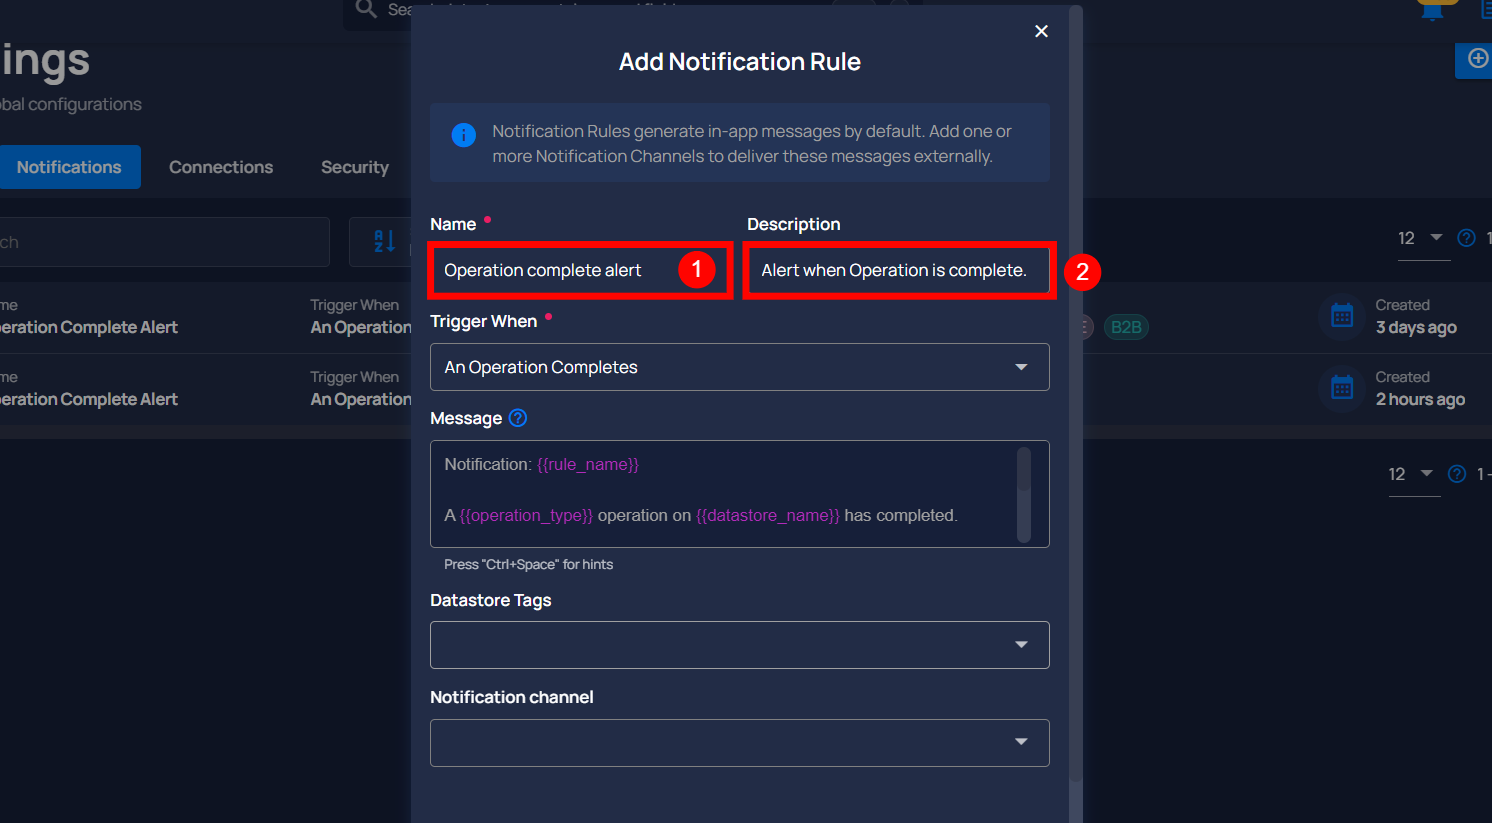 ings
Add Notification Rule
bal configurations
Notification Rules generate in-app messages by default. Add one or
more Notification Channels to deliver these messages externally.
Notifications Connections Security
Name Description
ch
12
1
Operation complete alert 1 Alert when Operation is complete. 2
me Trigger When Created
eration Complete Alert An Operation B2B 3 days ago
Trigger When
An Operation Completes
me Trigger When Created
eration Complete Alert An Operation 2 hours ago
Message
Notification: {{rule_name}}
A {{operation_type}} operation on {{datastore_name}} has completed.
12 1 -
Press "Ctrl+Space" for hints
Datastore Tags
Notification channel